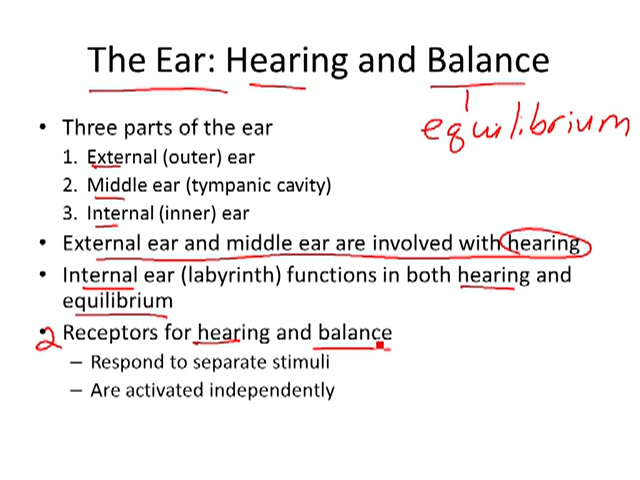 The Ear: Hearing and Balance
equilibrium
• Three parts of the ear
1. External (outer) ear
2. Middle ear (tympanic cavity)
3. Internal (inner) ear
• External ear and middle ear are involved with hearing
• Internal ear (labyrinth) functions in both hearing and
equilibrium
2 • Receptors for hearing and balance
– Respond to separate stimuli
– Are activated independently